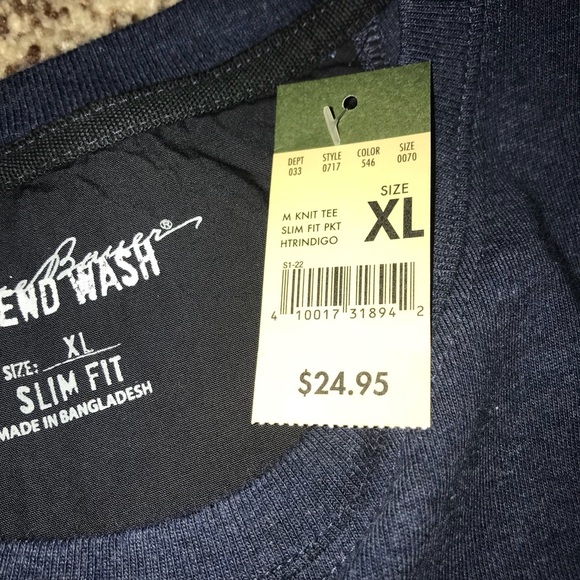 DEPT STYLE COLOR SIZE
033 0717 546 0070
SIZE
XL
M KNIT TEE
SLIM FIT PKT
HTRINDIGO
S1-22
4 10017 31894 2
$24.95
Bauer®
END WASH
SIZE: XL
SLIM FIT
MADE IN BANGLADESH